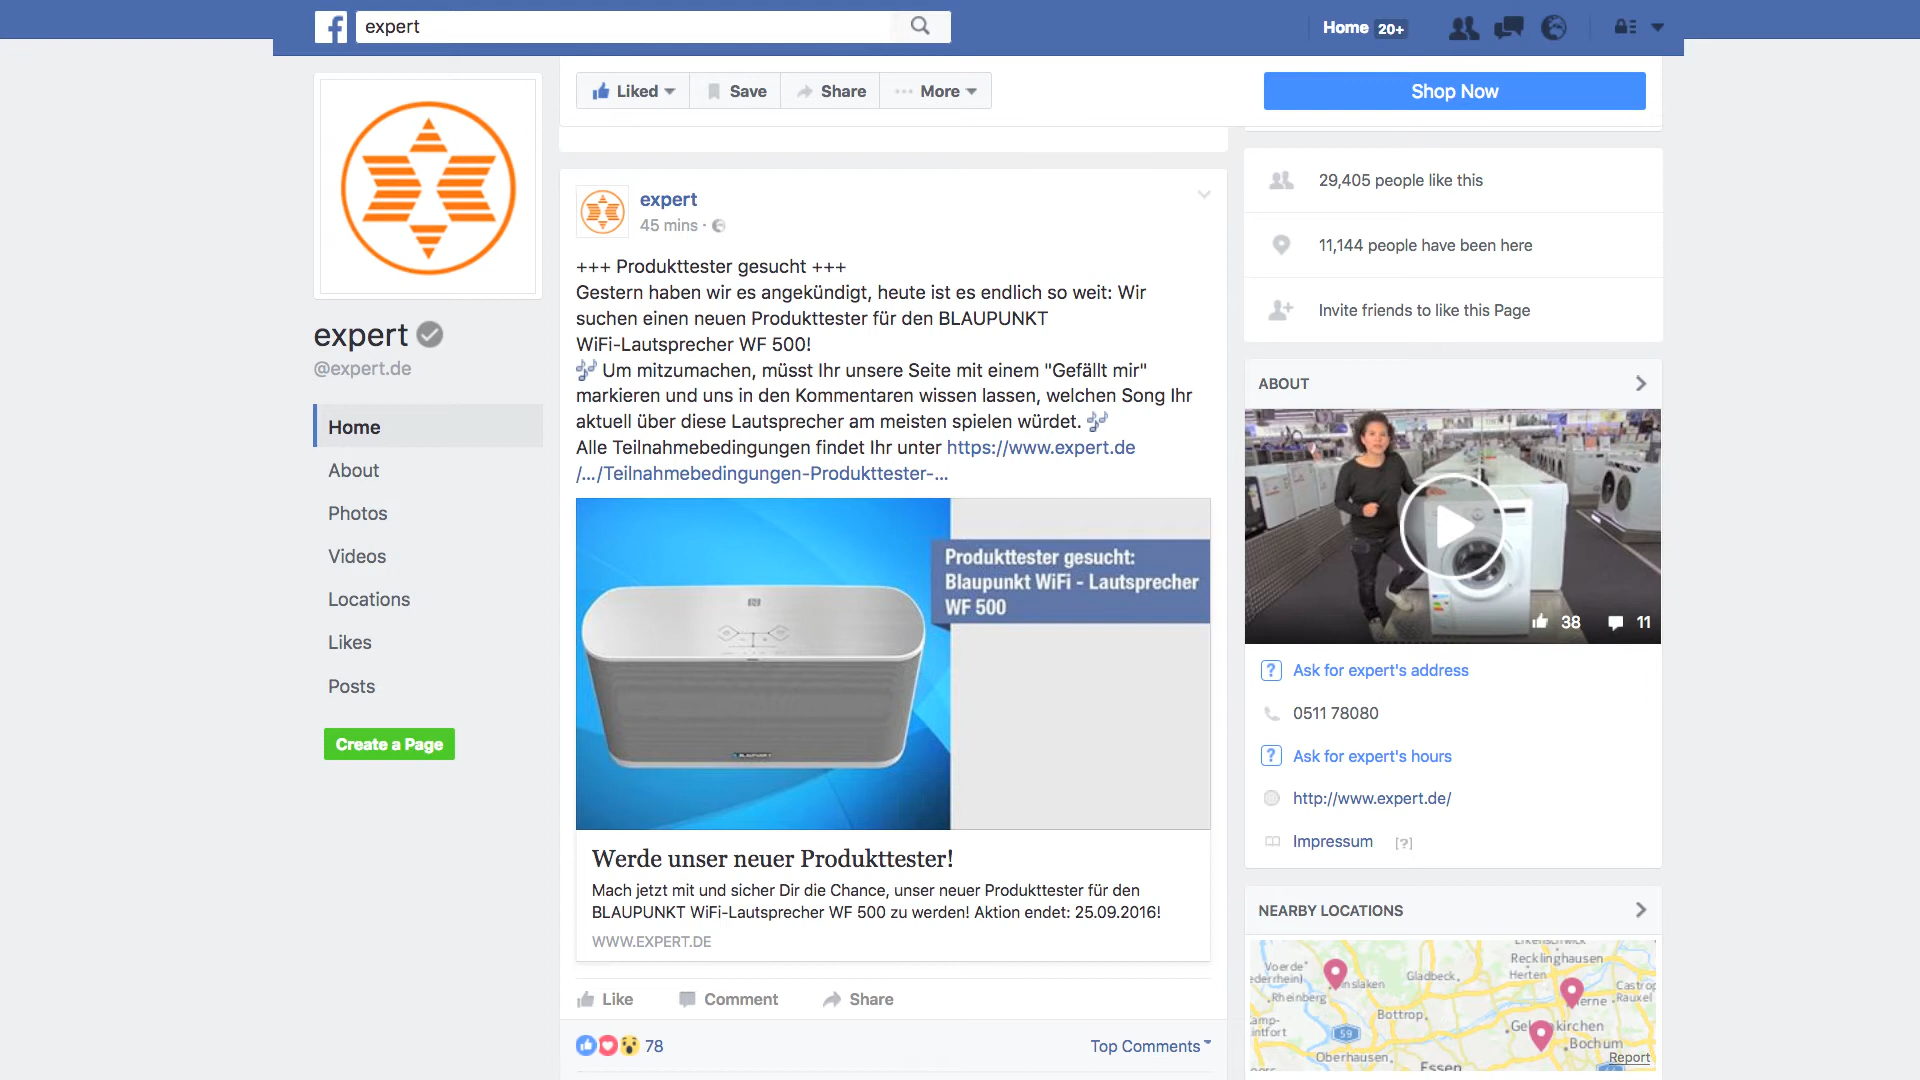 expert
Home 20+
Liked
Save
Share
More
Shop Now
expert
@expert.de
Home
About
Photos
Videos
Locations
Likes
Posts
Create a Page
expert
45 mins ·
+++ Produkttester gesucht +++
Gestern haben wir es angekündigt, heute ist es endlich so weit: Wir
suchen einen neuen Produkttester für den BLAUPUNKT
WiFi-Lautsprecher WF 500!
🎶 Um mitzumachen, müsst Ihr unsere Seite mit einem "Gefällt mir"
markieren und uns in den Kommentaren wissen lassen, welchen Song Ihr
aktuell über diese Lautsprecher am meisten spielen würdet. 🎶
Alle Teilnahmebedingungen findet Ihr unter https://www.expert.de
/.../Teilnahmebedingungen-Produkttester-...
Produkttester gesucht:
Blaupunkt WiFi - Lautsprecher
WF 500
BLAUPUNKT
Werde unser neuer Produkttester!
Mach jetzt mit und sicher Dir die Chance, unser neuer Produkttester für den
BLAUPUNKT WiFi-Lautsprecher WF 500 zu werden! Aktion endet: 25.09.2016!
WWW.EXPERT.DE
Like
Comment
Share
78
Top Comments
29,405 people like this
11,144 people have been here
Invite friends to like this Page
ABOUT
38
11
? Ask for expert's address
0511 78080
? Ask for expert's hours
http://www.expert.de/
Impressum [?]
NEARBY LOCATIONS
Recklinghausen
Voerde
Gladbeck
Herten
Castrop
Rauxel
Rheinberg
Bottrop
59
Bochum
Oberhausen
Essen
Report